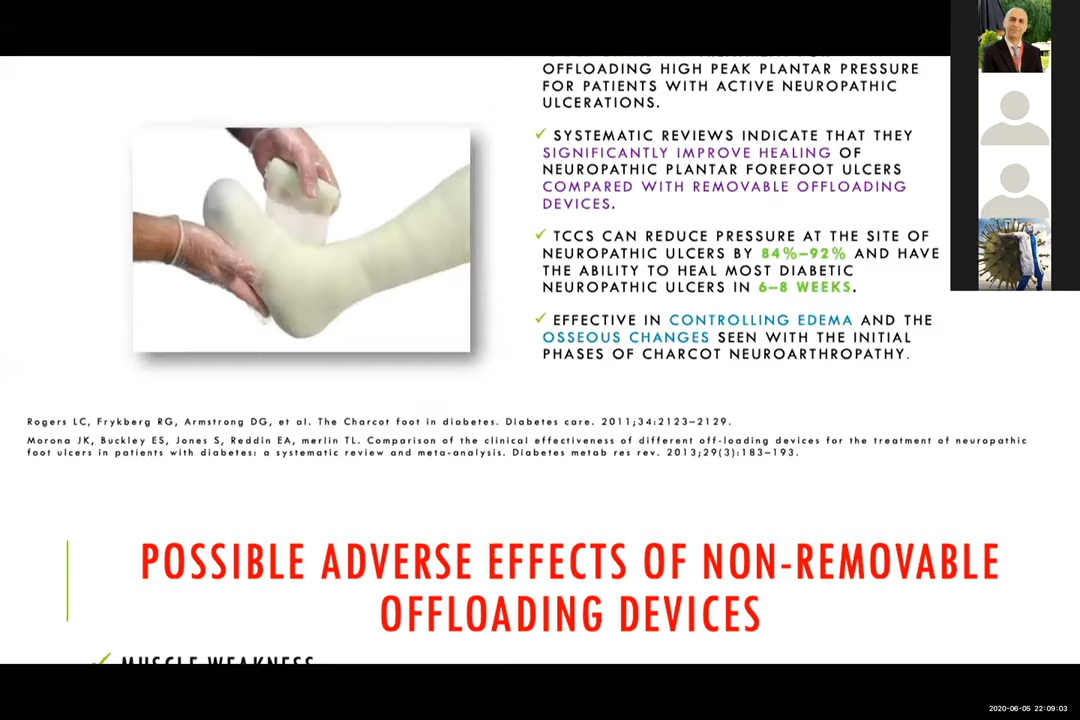 OFFLOADING HIGH PEAK PLANTAR PRESSURE
FOR PATIENTS WITH ACTIVE NEUROPATHIC
ULCERATIONS.
✓ SYSTEMATIC REVIEWS INDICATE THAT THEY
SIGNIFICANTLY IMPROVE HEALING OF
NEUROPATHIC PLANTAR FOREFOOT ULCERS
COMPARED WITH REMOVABLE OFFLOADING
DEVICES.
✓ TCCS CAN REDUCE PRESSURE AT THE SITE OF
NEUROPATHIC ULCERS BY 84%–92% AND HAVE
THE ABILITY TO HEAL MOST DIABETIC
NEUROPATHIC ULCERS IN 6–8 WEEKS.
✓ EFFECTIVE IN CONTROLLING EDEMA AND THE
OSSEOUS CHANGES SEEN WITH THE INITIAL
PHASES OF CHARCOT NEUROARTHROPATHY.
Rogers LC, Frykberg RG, Armstrong DG, et al. The Charcot foot in diabetes. Diabetes care. 2011;34:2123–2129.
Morona JK, Buckley ES, Jones S, Reddin EA, merlin TL. Comparison of the clinical effectiveness of different off-loading devices for the treatment of neuropathic
foot ulcers in patients with diabetes: a systematic review and meta-analysis. Diabetes metab res rev. 2013;29(3):183–193.
POSSIBLE ADVERSE EFFECTS OF NON-REMOVABLE
OFFLOADING DEVICES
✓ MUSCLE WEAKNESS
2020-06-05 22:09:03